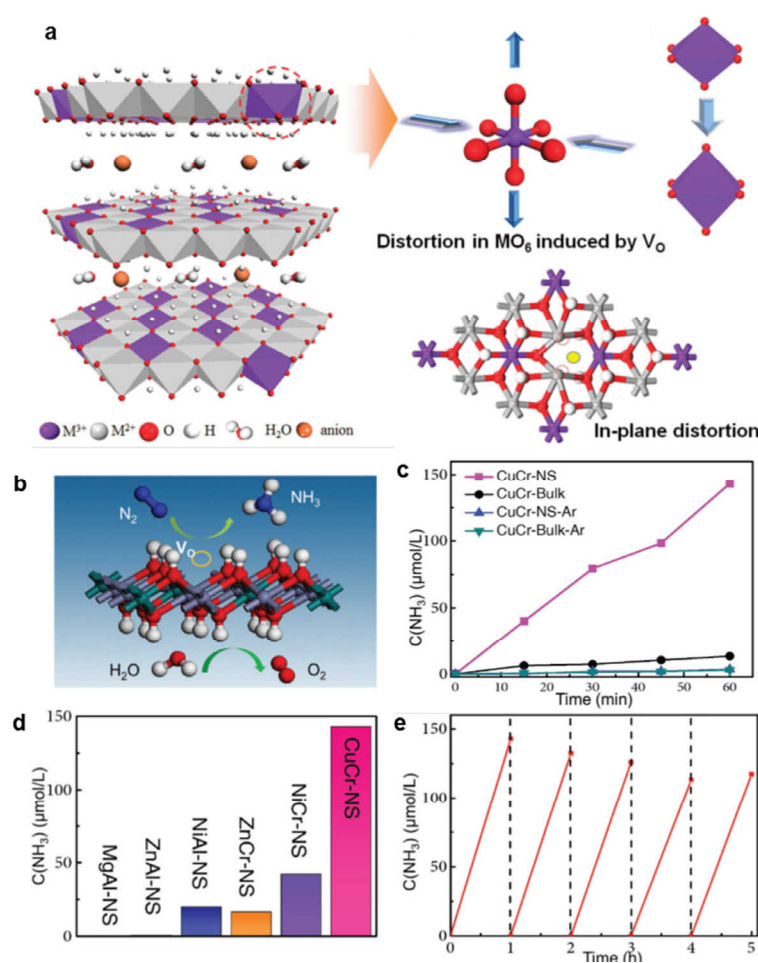 a
Distortion in MO₆ induced by V_O
In-plane distortion
M³⁺ M²⁺ O H H₂O anion
b
N₂
NH₃
V_O
H₂O
O₂
c
C(NH₃) (μmol/L)
150
100
50
0
CuCr-NS
CuCr-Bulk
CuCr-NS-Ar
CuCr-Bulk-Ar
0 10 20 30 40 50 60
Time (min)
d
C(NH₃) (μmol/L)
150
100
50
0
MgAl-NS
ZnAl-NS
NiAl-NS
ZnCr-NS
NiCr-NS
CuCr-NS
e
C(NH₃) (μmol/L)
150
100
50
0
0 1 2 3 4 5
Time (h)